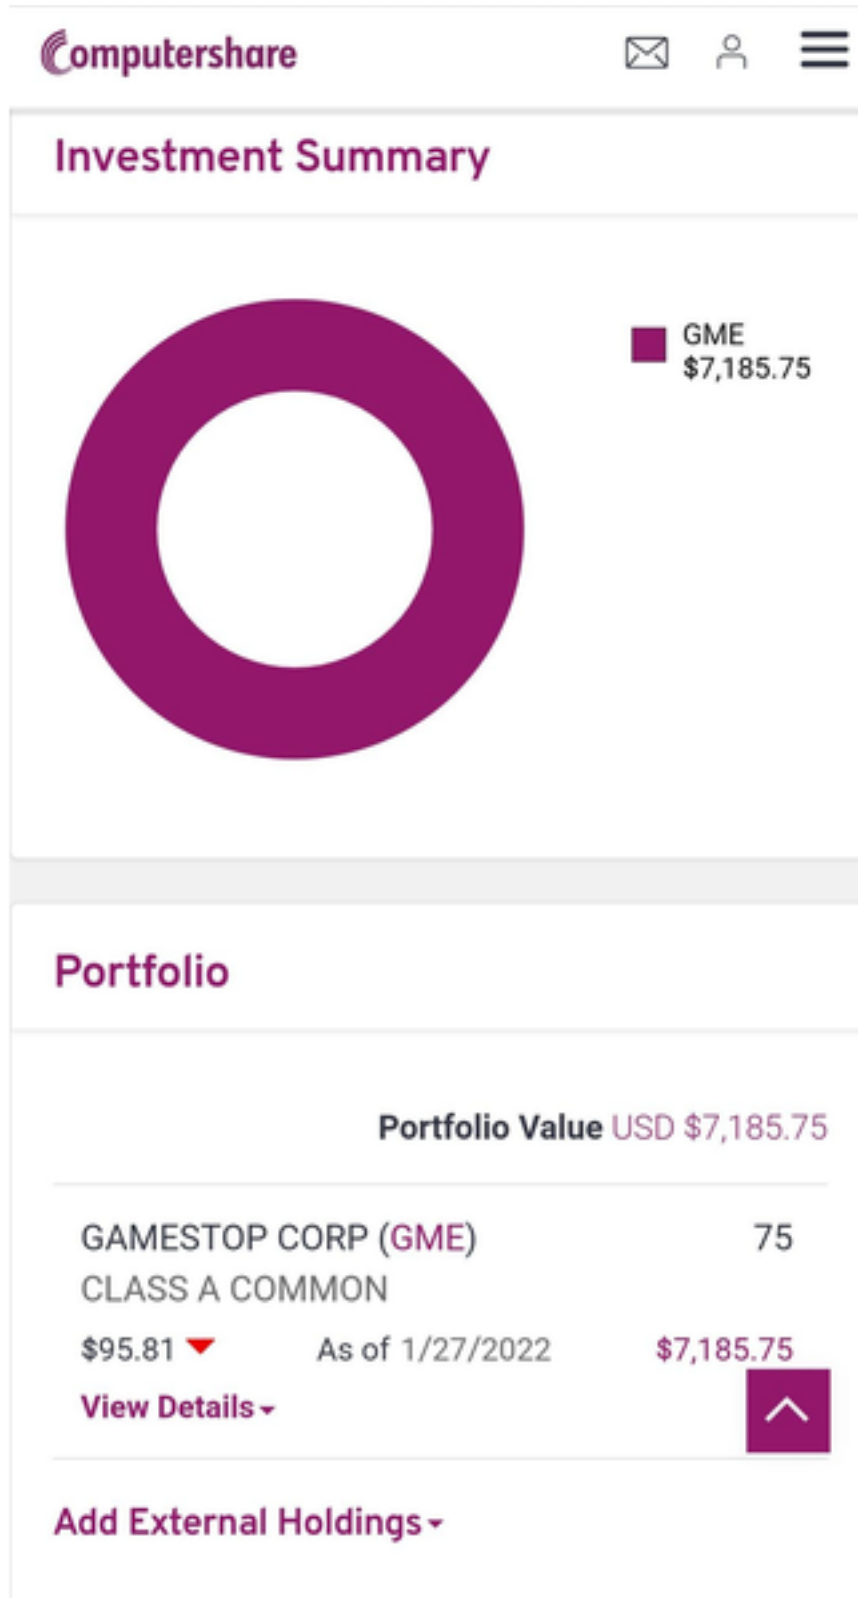 Computershare
Investment Summary
GME
$7,185.75
Portfolio
Portfolio Value USD $7,185.75
GAMESTOP CORP (GME) 75
CLASS A COMMON
$95.81 As of 1/27/2022 $7,185.75
View Details
Add External Holdings